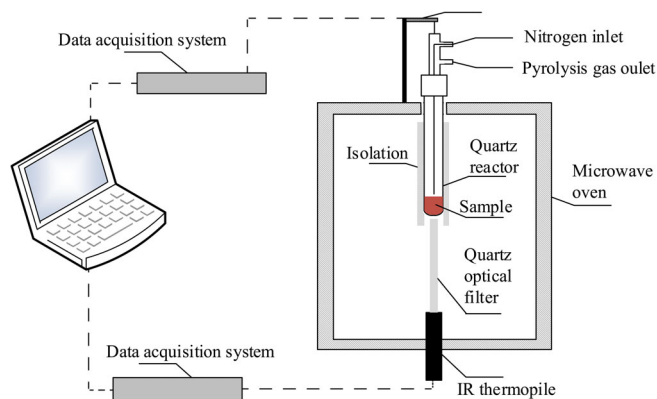 Data acquisition system
Nitrogen inlet
Pyrolysis gas oulet
Isolation
Quartz
reactor
Sample
Microwave
oven
Quartz
optical
filter
Data acquisition system
IR thermopile